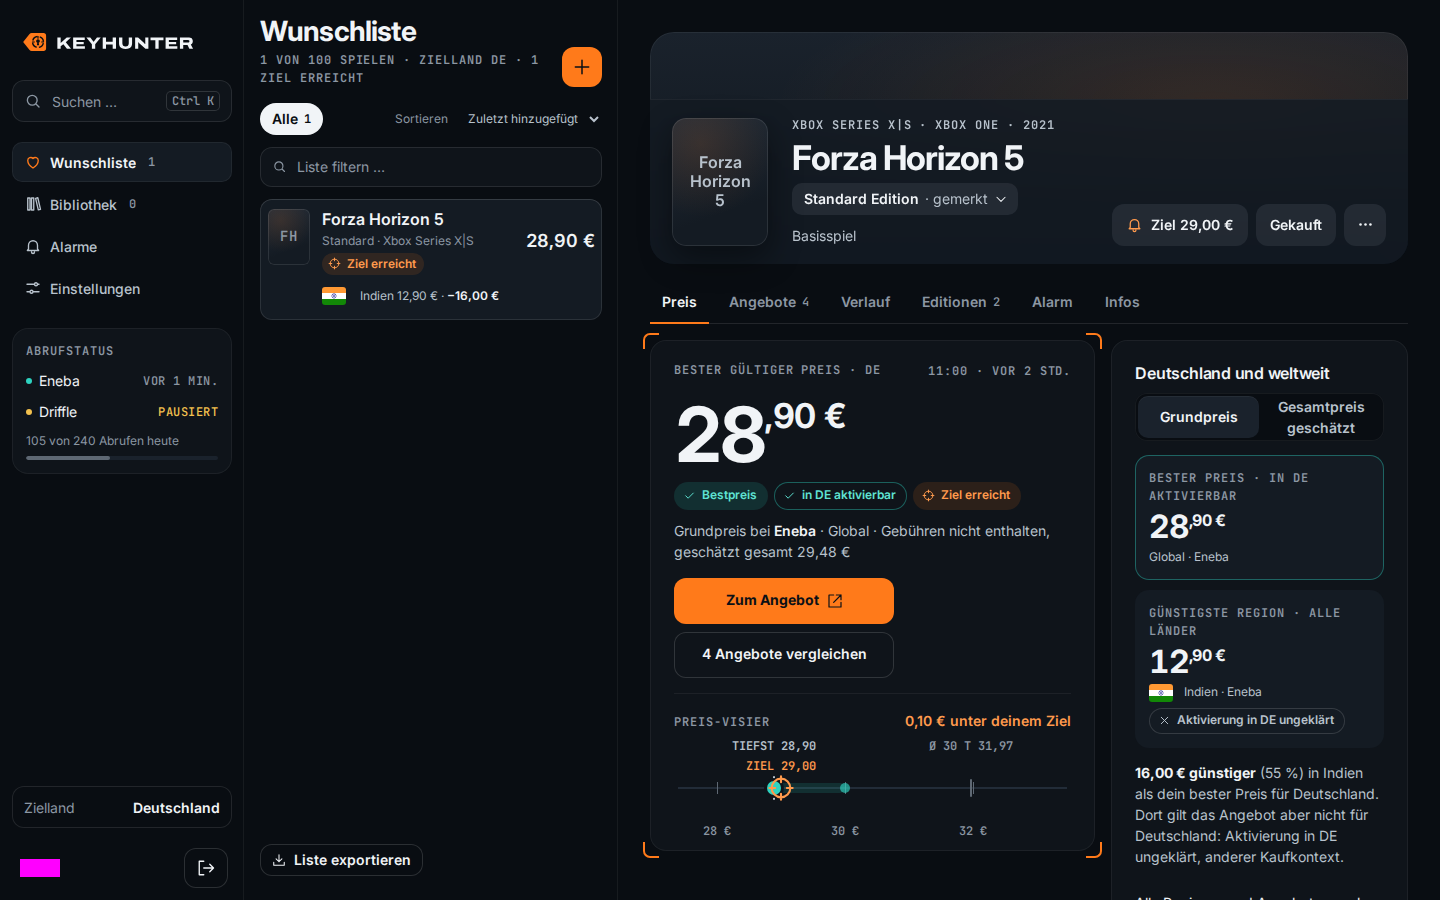 KEYHUNTER
Suchen ...
Ctrl K
Wunschliste 1
Bibliothek 0
Alarme
Einstellungen
ABRUFSTATUS
Eneba VOR 1 MIN.
Driffle PAUSIERT
105 von 240 Abrufen heute
Zielland Deutschland
Wunschliste
1 VON 100 SPIELEN · ZIELLAND DE · 1
ZIEL ERREICHT
Alle 1
Sortieren Zuletzt hinzugefügt
Liste filtern ...
FH
Forza Horizon 5
Standard · Xbox Series X|S
28,90 €
Ziel erreicht
Indien 12,90 € · −16,00 €
Liste exportieren
Forza
Horizon
5
XBOX SERIES X|S · XBOX ONE · 2021
Forza Horizon 5
Standard Edition · gemerkt
Basisspiel
Ziel 29,00 €
Gekauft
Preis
Angebote 4
Verlauf
Editionen 2
Alarm
Infos
BESTER GÜLTIGER PREIS · DE
11:00 · VOR 2 STD.
28,90 €
Bestpreis
in DE aktivierbar
Ziel erreicht
Grundpreis bei Eneba · Global · Gebühren nicht enthalten,
geschätzt gesamt 29,48 €
Zum Angebot
4 Angebote vergleichen
PREIS-VISIER
0,10 € unter deinem Ziel
TIEFST 28,90
Ø 30 T 31,97
ZIEL 29,00
28 €
30 €
32 €
Deutschland und weltweit
Grundpreis
Gesamtpreis
geschätzt
BESTER PREIS · IN DE
AKTIVIERBAR
28,90 €
Global · Eneba
GÜNSTIGSTE REGION · ALLE
LÄNDER
12,90 €
Indien · Eneba
Aktivierung in DE ungeklärt
16,00 € günstiger (55 %) in Indien
als dein bester Preis für Deutschland.
Dort gilt das Angebot aber nicht für
Deutschland: Aktivierung in DE
ungeklärt, anderer Kaufkontext.